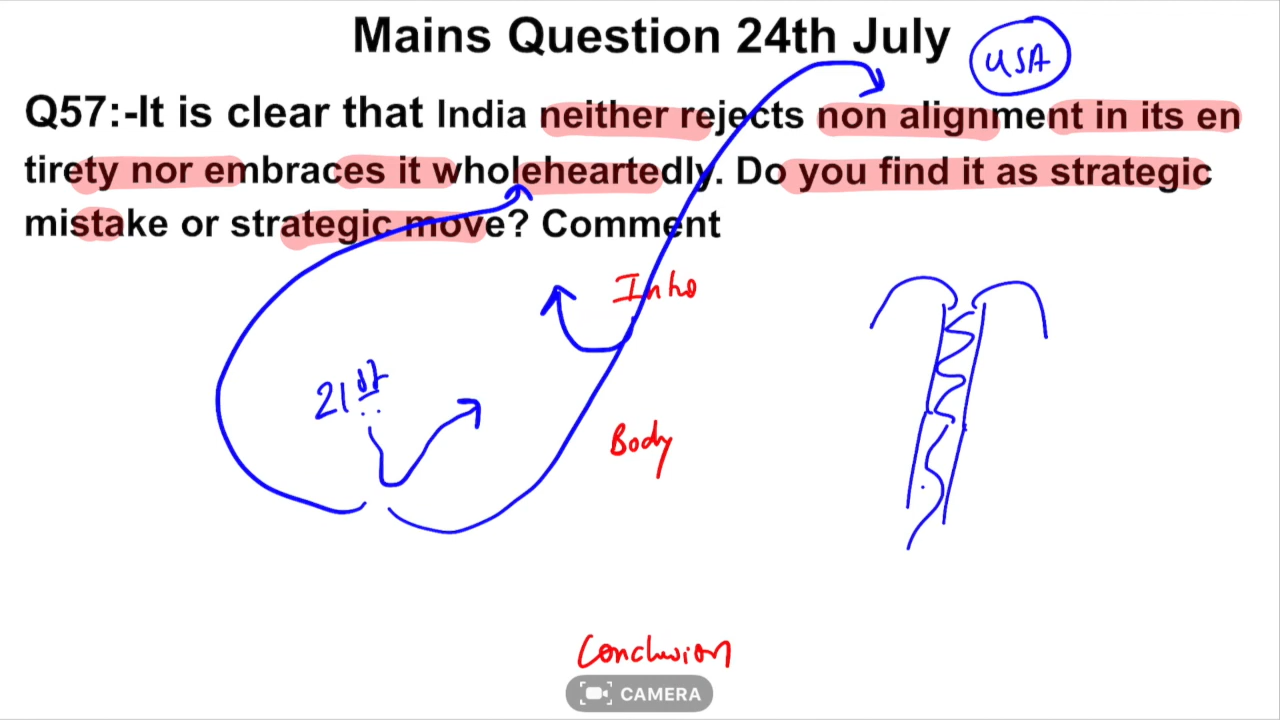 Mains Question 24th July
USA
Q57:-It is clear that India neither rejects non alignment in its en
tirety nor embraces it wholeheartedly. Do you find it as strategic
mistake or strategic move? Comment
Intro
21st
Body
Conclusion
CAMERA